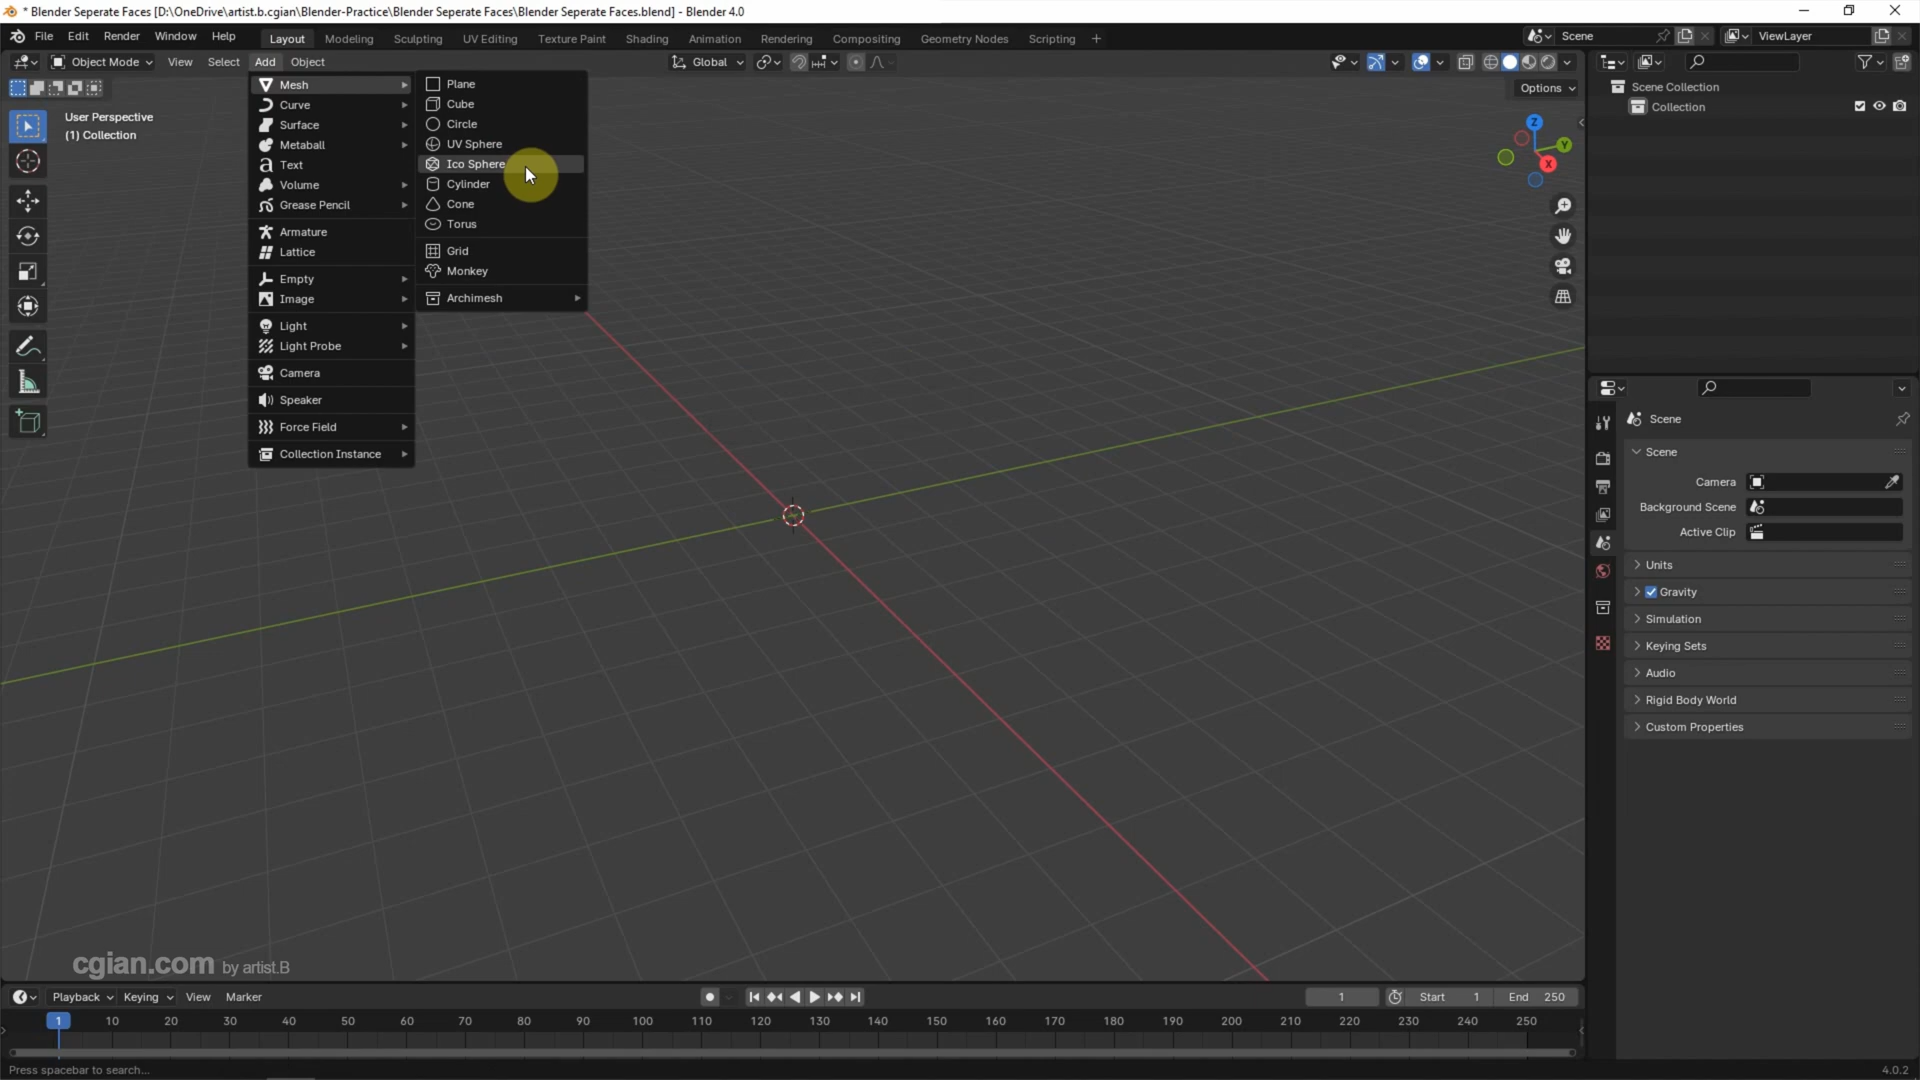 * Blender Seperate Faces [D:\OneDrive\artist.b.cgian\Blender-Practice\Blender Seperate Faces\Blender Seperate Faces.blend] - Blender 4.0
File Edit Render Window Help Layout Modeling Sculpting UV Editing Texture Paint Shading Animation Rendering Compositing Geometry Nodes Scripting + Scene ViewLayer
Object Mode View Select Add Object Global
Options
User Perspective
(1) Collection
Mesh
Curve
Surface
Metaball
Text
Volume
Grease Pencil
Armature
Lattice
Empty
Image
Light
Light Probe
Camera
Speaker
Force Field
Collection Instance
Plane
Cube
Circle
UV Sphere
Ico Sphere
Cylinder
Cone
Torus
Grid
Monkey
Archimesh
Z
Y
X
Scene Collection
Collection
Scene
Scene
Camera
Background Scene
Active Clip
Units
Gravity
Simulation
Keying Sets
Audio
Rigid Body World
Custom Properties
cgian.com by artist.B
Playback Keying View Marker 1 Start 1 End 250
1 10 20 30 40 50 60 70 80 90 100 110 120 130 140 150 160 170 180 190 200 210 220 230 240 250
Press spacebar to search... 4.0.2